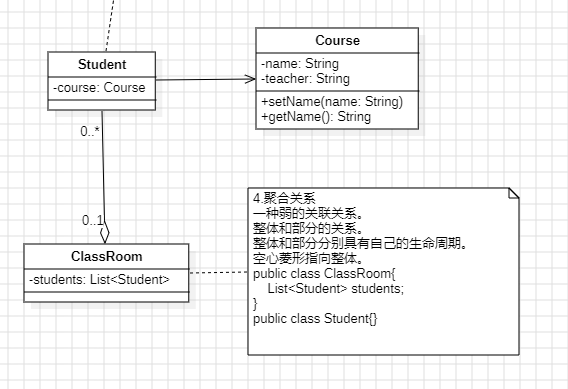 Course
-name: String
-teacher: String
+setName(name: String)
+getName(): String
Student
-course: Course
0..*
0..1
ClassRoom
-students: List<Student>
4.聚合关系
一种弱的关联关系。
整体和部分的关系。
整体和部分分别具有自己的生命周期。
空心菱形指向整体。
public class ClassRoom{
    List<Student> students;
}
public class Student{}